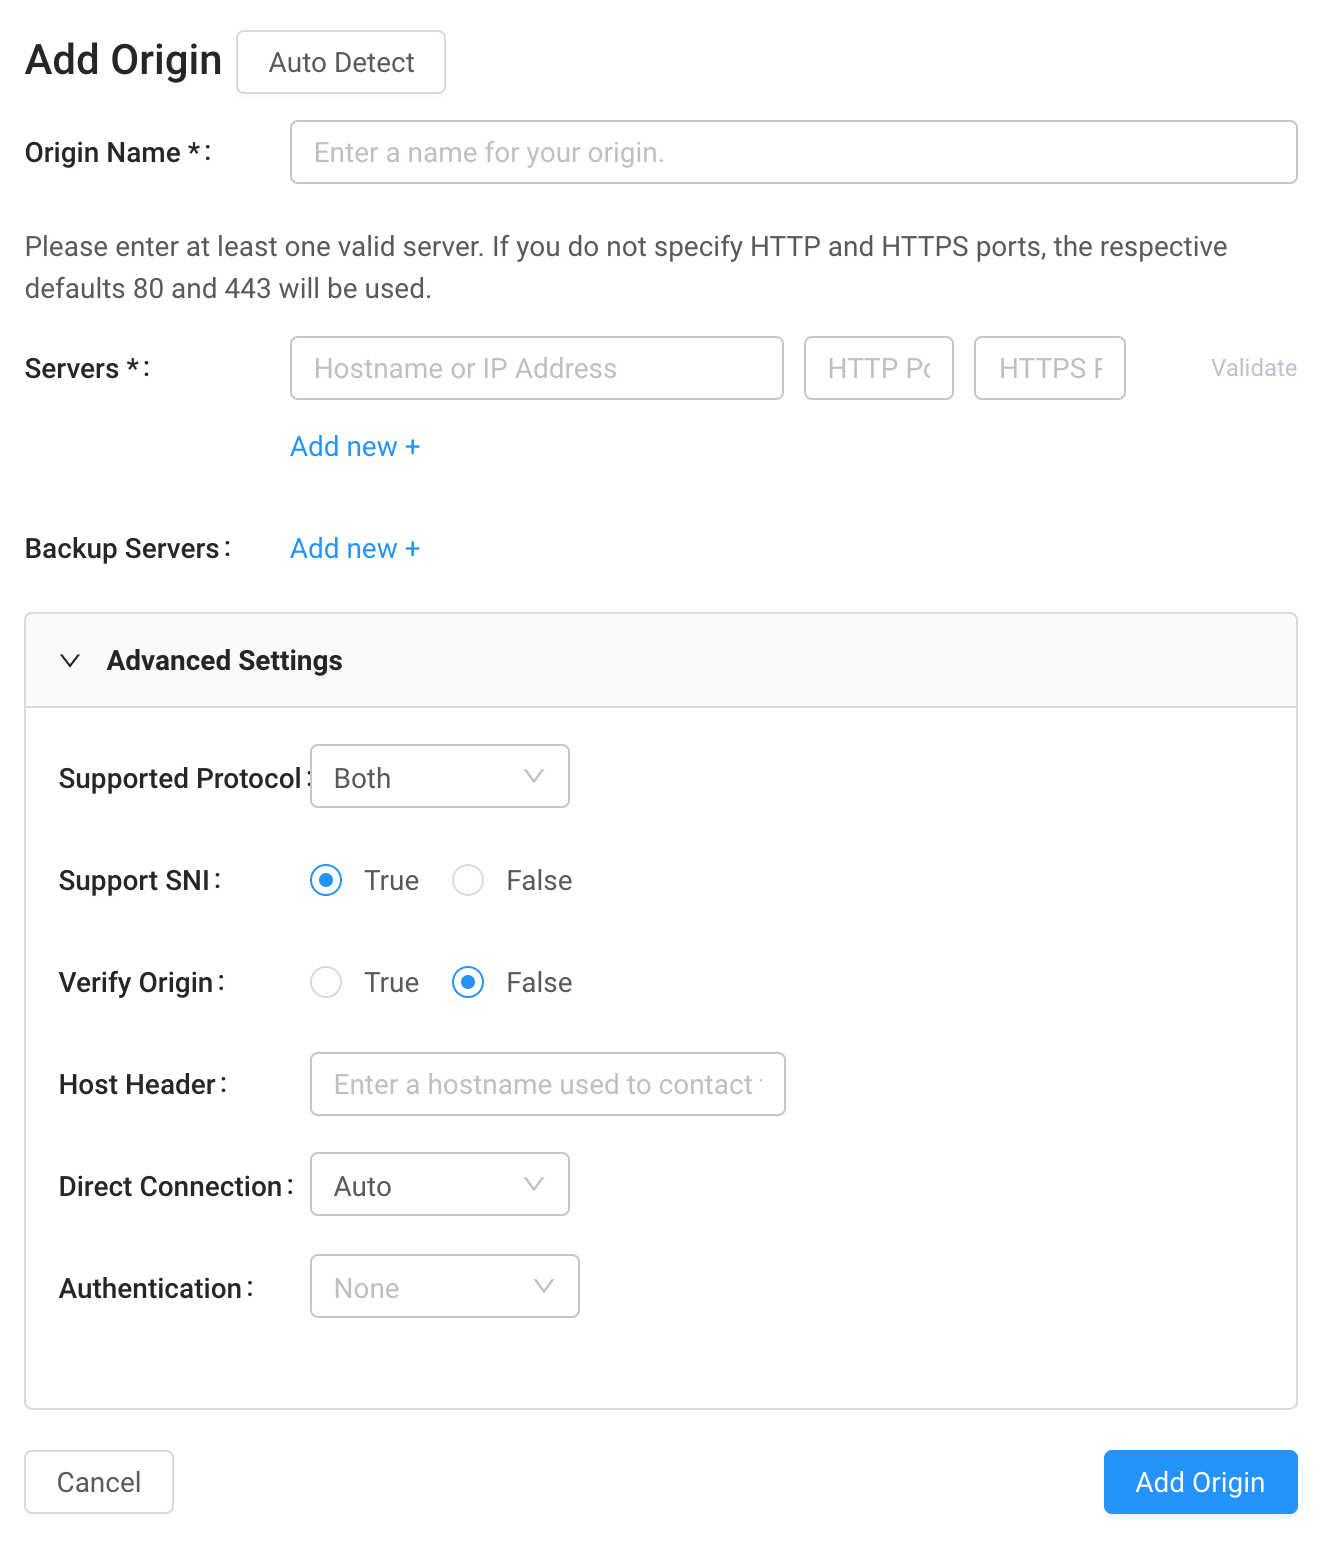 Add Origin Auto Detect
Origin Name *: Enter a name for your origin.
Please enter at least one valid server. If you do not specify HTTP and HTTPS ports, the respective
defaults 80 and 443 will be used.
Servers *: Hostname or IP Address HTTP Po HTTPS P Validate
Add new +
Backup Servers: Add new +
Advanced Settings
Supported Protocol: Both
Support SNI: True False
Verify Origin: True False
Host Header: Enter a hostname used to contact
Direct Connection: Auto
Authentication: None
Cancel Add Origin